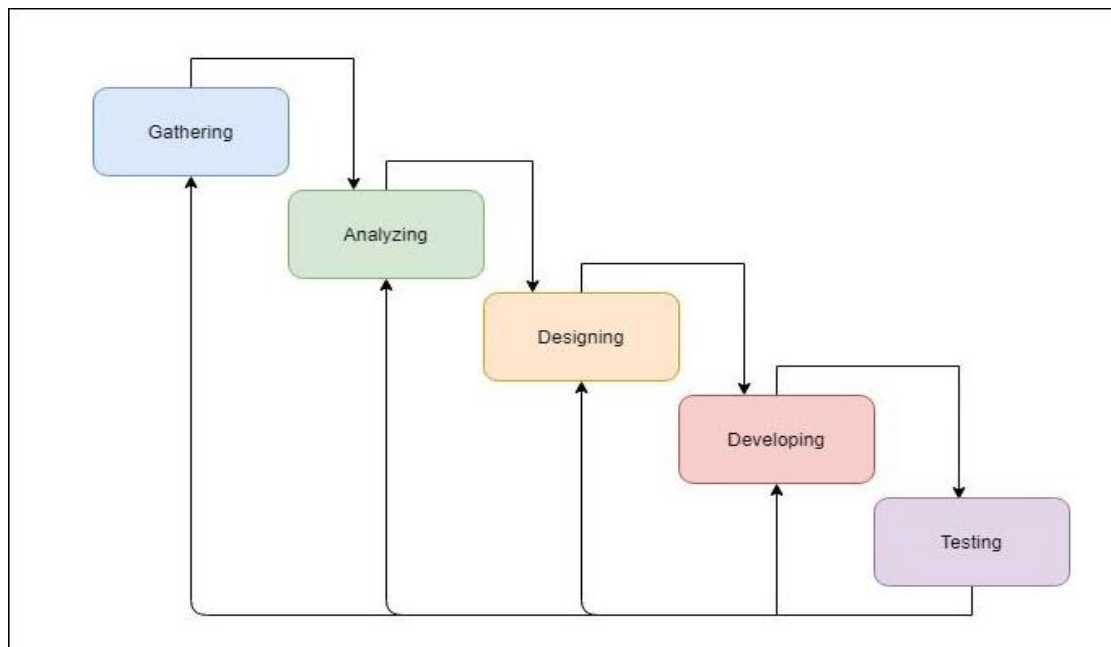 Gathering
Analyzing
Designing
Developing
Testing